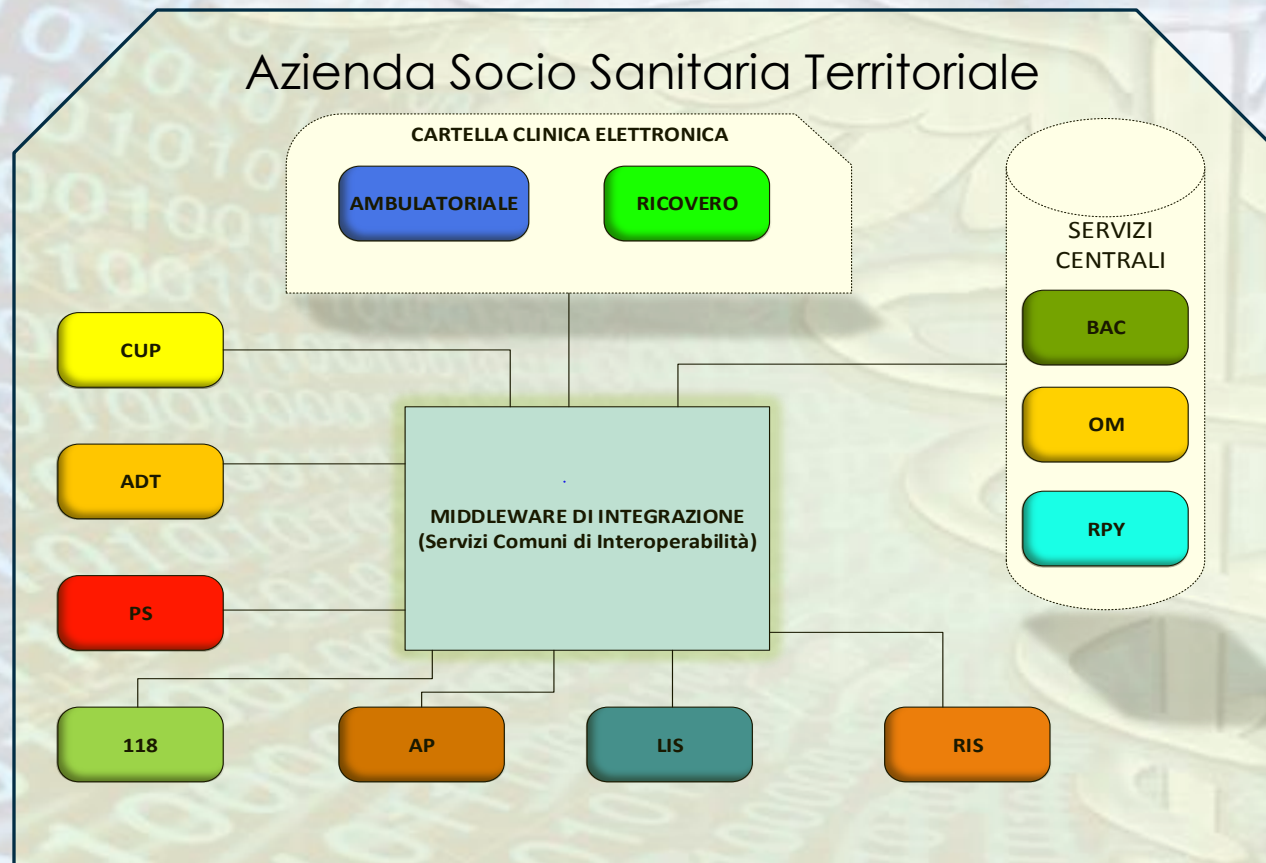 Azienda Socio Sanitaria Territoriale
CARTELLA CLINICA ELETTRONICA
AMBULATORIALE
RICOVERO
SERVIZI
CENTRALI
BAC
OM
RPY
CUP
ADT
PS
MIDDLEWARE DI INTEGRAZIONE
(Servizi Comuni di Interoperabilità)
118
AP
LIS
RIS